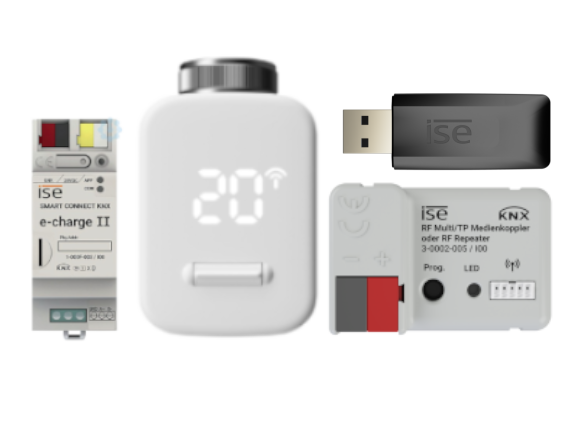 ise
SMART CONNECT KNX
e-charge II
KNX
20°
ise
ise
KNX
RF Multi/TP Medienkoppler
oder RF Repeater
3-0002-005 / I00
Prog.
LED
CE
- +